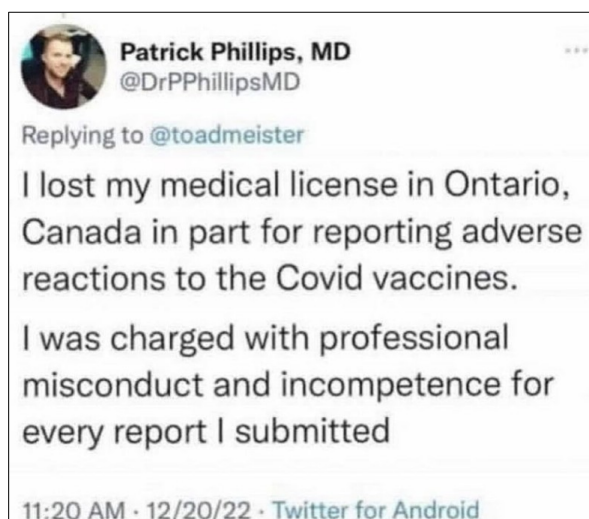 Patrick Phillips, MD
@DrPPhillipsMD
Replying to @toadmeister
I lost my medical license in Ontario,
Canada in part for reporting adverse
reactions to the Covid vaccines.
I was charged with professional
misconduct and incompetence for
every report I submitted
11:20 AM · 12/20/22 · Twitter for Android